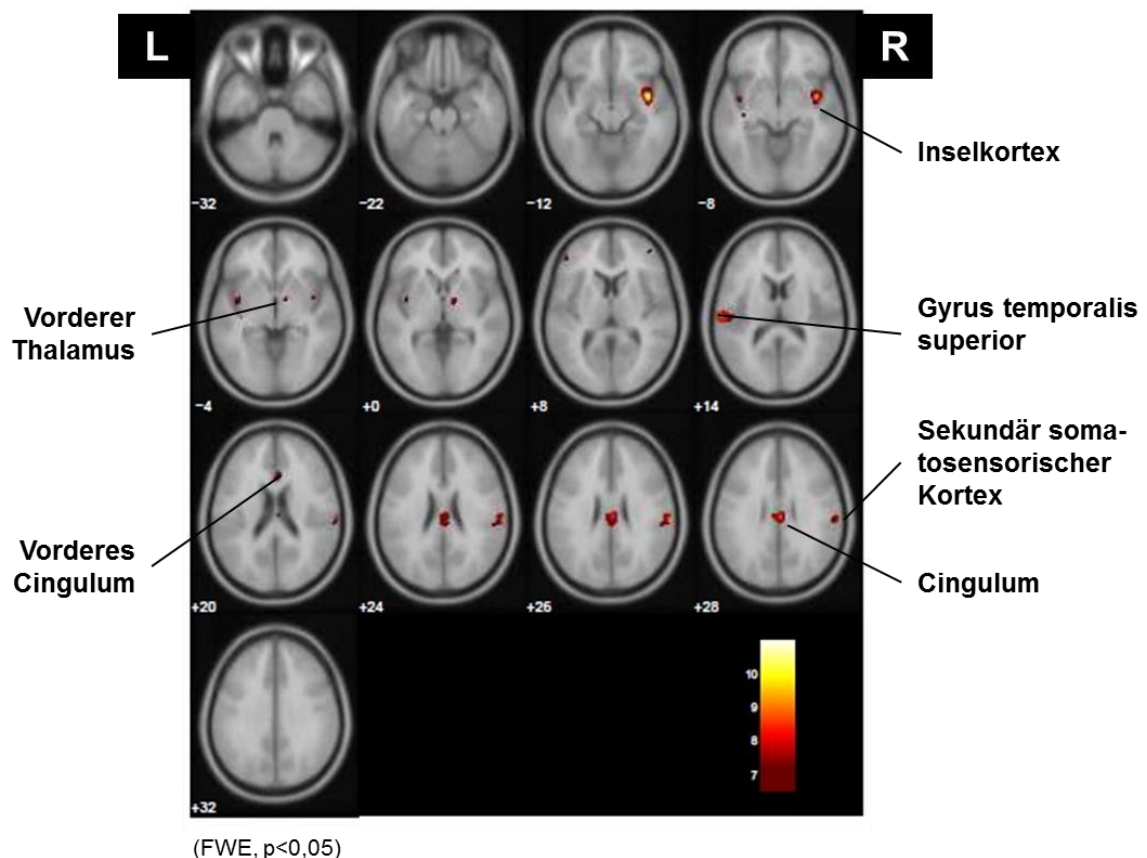 L
R
−32
−22
−12
−8
Inselkortex
−4
+0
+8
+14
Vorderer
Thalamus
Gyrus temporalis
superior
+20
+24
+26
+28
Vorderes
Cingulum
Sekundär soma-
tosensorischer
Kortex
Cingulum
+32
10
9
8
7
(FWE, p<0,05)